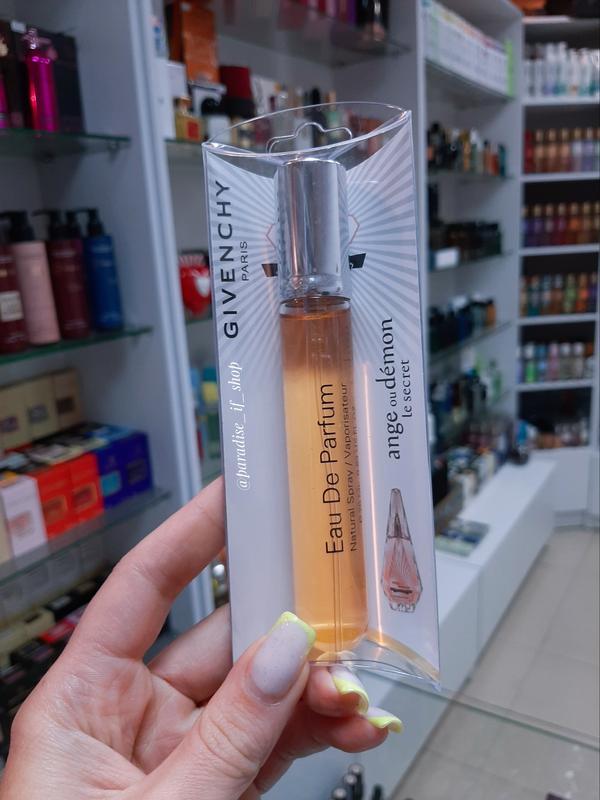 GIVENCHY
PARIS
@paradise_if_shop
Eau De Parfum
Natural Spray / Vaporisateur
ange ou démon
le secret